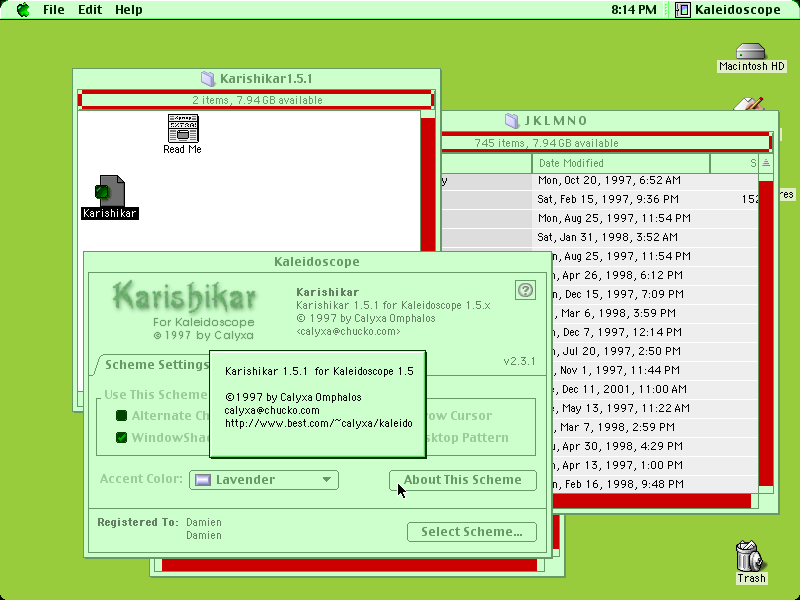 File Edit Help
8:14 PM Kaleidoscope
Macintosh HD
Karishikar1.5.1
2 items, 7.94 GB available
Read Me
Karishikar
J K L M N O
745 items, 7.94 GB available
Date Modified S
y Mon, Oct 20, 1997, 6:52 AM
Sat, Feb 15, 1997, 9:36 PM 152
Mon, Aug 25, 1997, 11:54 PM
Sat, Jan 31, 1998, 3:52 AM
n, Aug 25, 1997, 11:54 PM
n, Apr 26, 1998, 6:12 PM
n, Dec 15, 1997, 7:09 PM
, Mar 6, 1998, 3:59 PM
n, Dec 7, 1997, 12:14 PM
, Jul 20, 1997, 2:50 PM
, Nov 1, 1997, 11:44 PM
e, Dec 11, 2001, 11:00 AM
e, May 13, 1997, 11:22 AM
, Mar 7, 1998, 2:59 PM
u, Apr 30, 1998, 4:29 PM
n, Apr 13, 1997, 1:00 PM
n, Feb 16, 1998, 9:48 PM
res
Kaleidoscope
Karishikar
For Kaleidoscope
© 1997 by Calyxa
Karishikar
Karishikar 1.5.1 for Kaleidoscope 1.5.x
© 1997 by Calyxa Omphalos
<calyxa@chucko.com>
?
Scheme Settings
v2.3.1
Use This Scheme
Alternate Ch
WindowShad
ow Cursor
sktop Pattern
Karishikar 1.5.1 for Kaleidoscope 1.5
©1997 by Calyxa Omphalos
calyxa@chucko.com
http://www.best.com/~calyxa/kaleido
Accent Color: Lavender
About This Scheme
Registered To: Damien
Damien
Select Scheme...
Trash